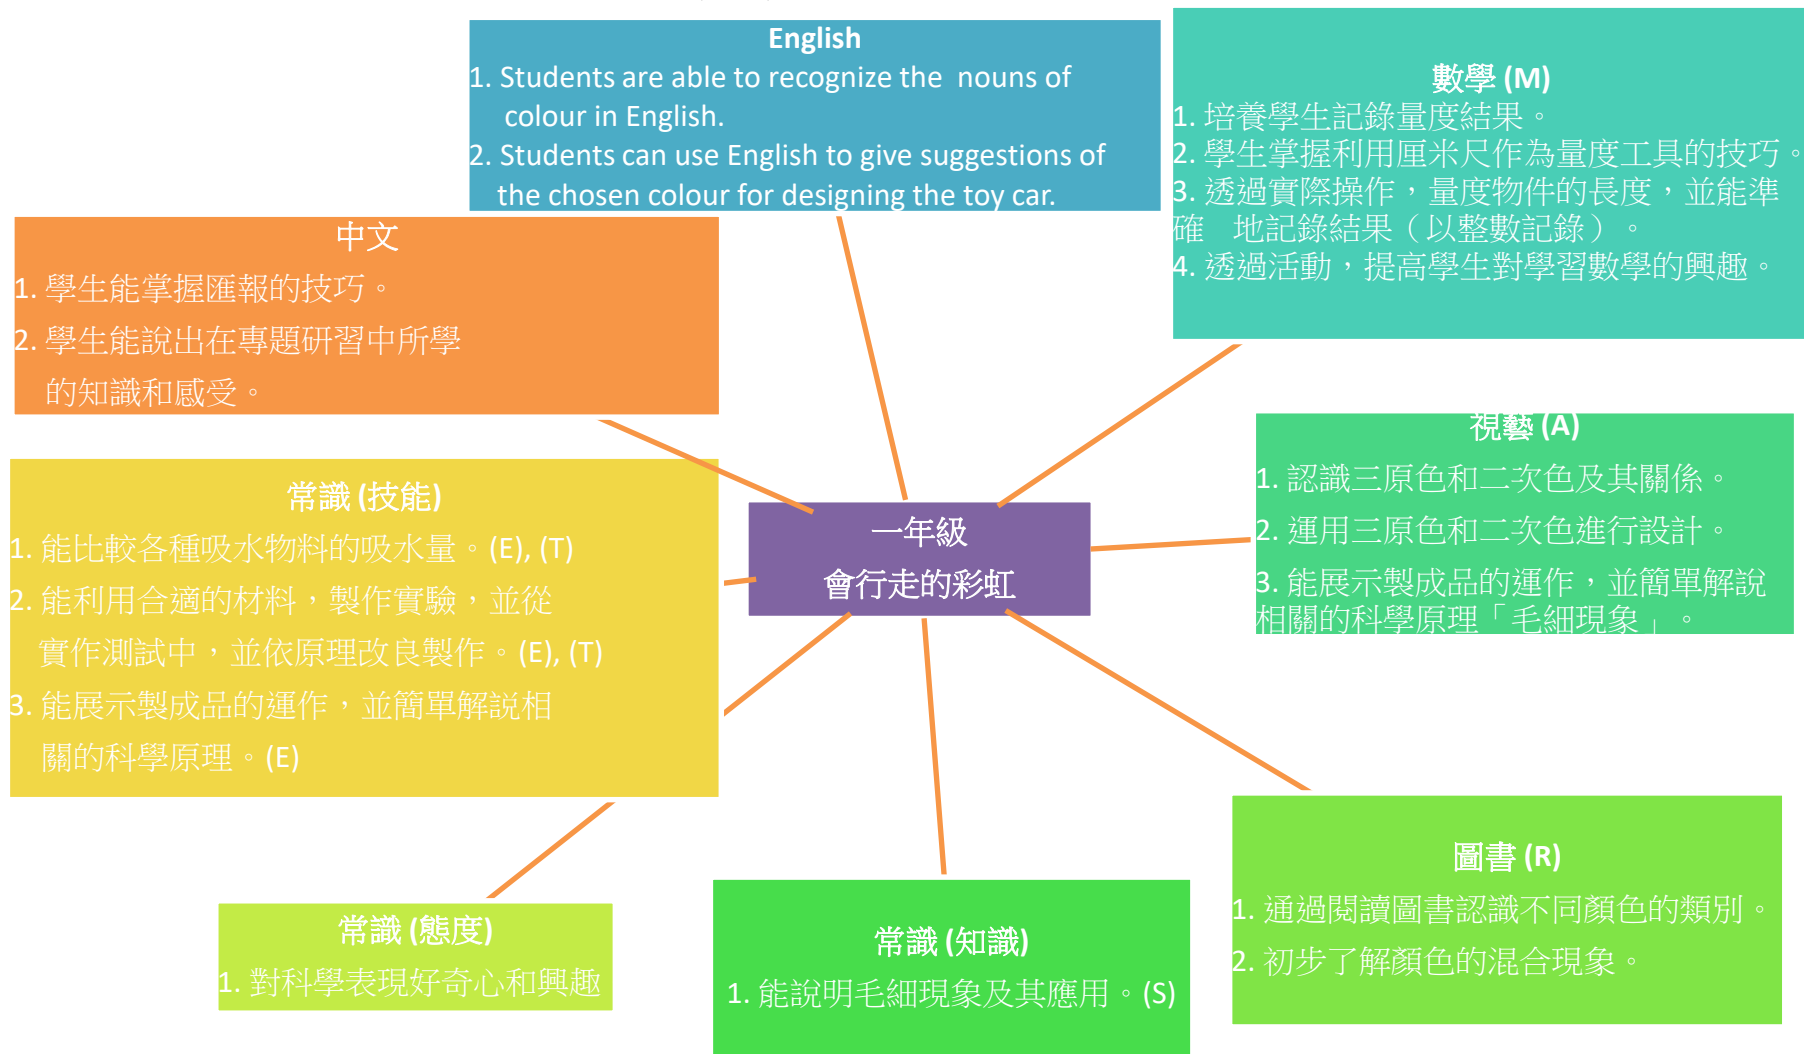 English
1. Students are able to recognize the nouns of
colour in English.
2. Students can use English to give suggestions of
the chosen colour for designing the toy car.
數學 (M)
1. 培養學生記錄量度結果。
2. 學生掌握利用厘米尺作為量度工具的技巧。
3. 透過實際操作，量度物件的長度，並能準
確 地記錄結果（以整數記錄）。
4. 透過活動，提高學生對學習數學的興趣。
中文
1. 學生能掌握匯報的技巧。
2. 學生能說出在專題研習中所學
的知識和感受。
視藝 (A)
1. 認識三原色和二次色及其關係。
2. 運用三原色和二次色進行設計。
3. 能展示製成品的運作，並簡單解說
相關的科學原理「毛細現象」。
常識 (技能)
1. 能比較各種吸水物料的吸水量。(E), (T)
2. 能利用合適的材料，製作實驗，並從
實作測試中，並依原理改良製作。(E), (T)
3. 能展示製成品的運作，並簡單解說相
關的科學原理。(E)
一年級
會行走的彩虹
圖書 (R)
1. 通過閱讀圖書認識不同顏色的類別。
2. 初步了解顏色的混合現象。
常識 (態度)
1. 對科學表現好奇心和興趣
常識 (知識)
1. 能說明毛細現象及其應用。(S)